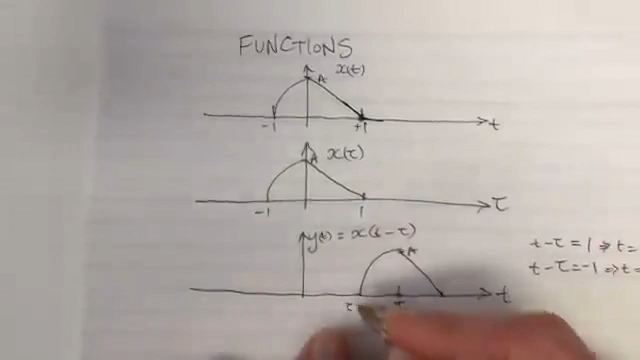 FUNCTIONS
x(t)
A
-1 +1 t
x(τ)
A
-1 1 τ
y(t) = x(t-τ)
A
t-τ = 1 ⇒ t =
t-τ = -1 ⇒ t =
τ τ t